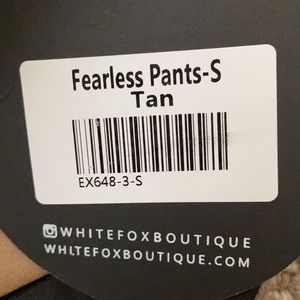 Fearless Pants-S
Tan
EX648-3-S
WHITEFOXBOUTIQUE
WHITEFOXBOUTIQUE.COM